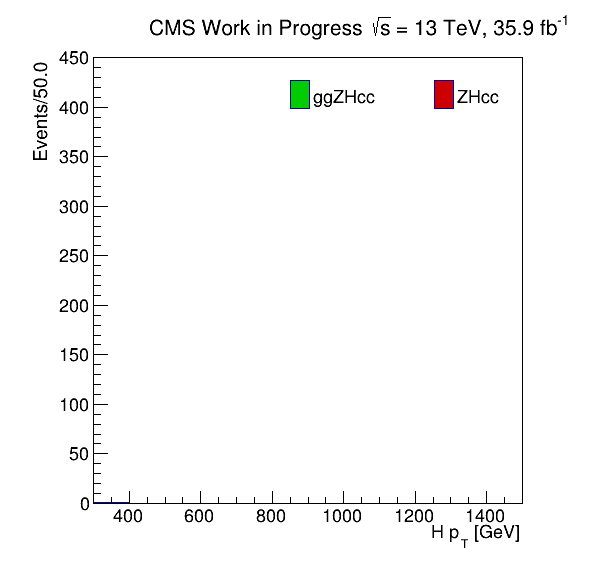 CMS Work in Progress √s = 13 TeV, 35.9 fb⁻¹
Events/50.0
450
400
350
300
250
200
150
100
50
0
ggZHcc
ZHcc
400 600 800 1000 1200 1400
H p_T [GeV]